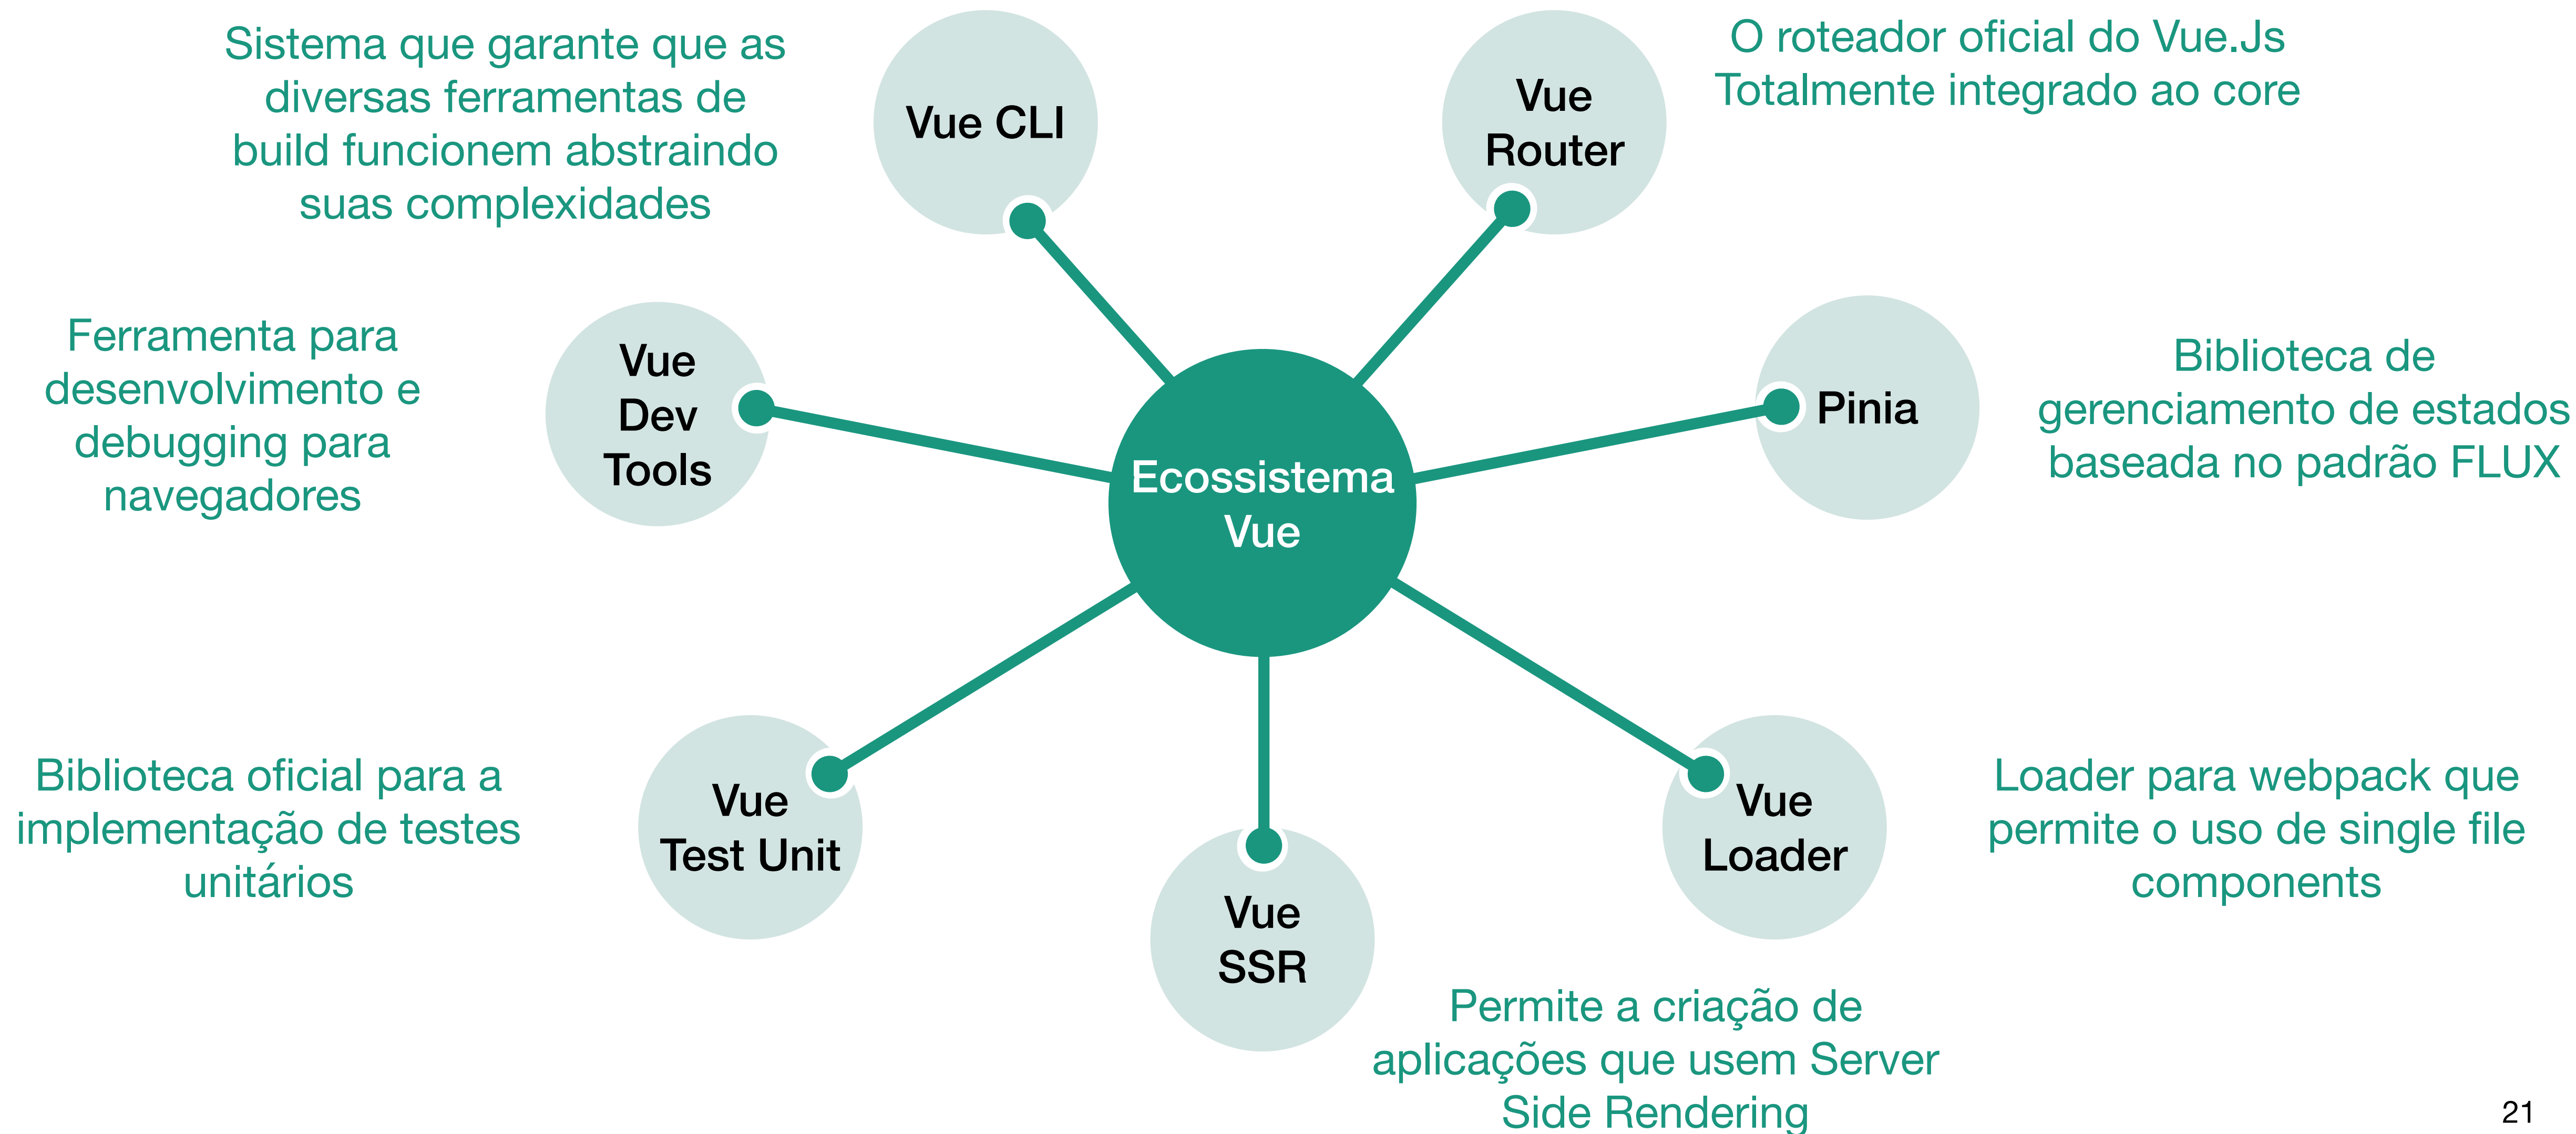 Sistema que garante que as
diversas ferramentas de
build funcionem abstraindo
suas complexidades
Vue CLI
Vue
Router
O roteador oficial do Vue.Js
Totalmente integrado ao core
Ferramenta para
desenvolvimento e
debugging para
navegadores
Vue
Dev
Tools
Ecossistema
Vue
Pinia
Biblioteca de
gerenciamento de estados
baseada no padrão FLUX
Biblioteca oficial para a
implementação de testes
unitários
Vue
Test Unit
Vue
SSR
Permite a criação de
aplicações que usem Server
Side Rendering
Vue
Loader
Loader para webpack que
permite o uso de single file
components
21